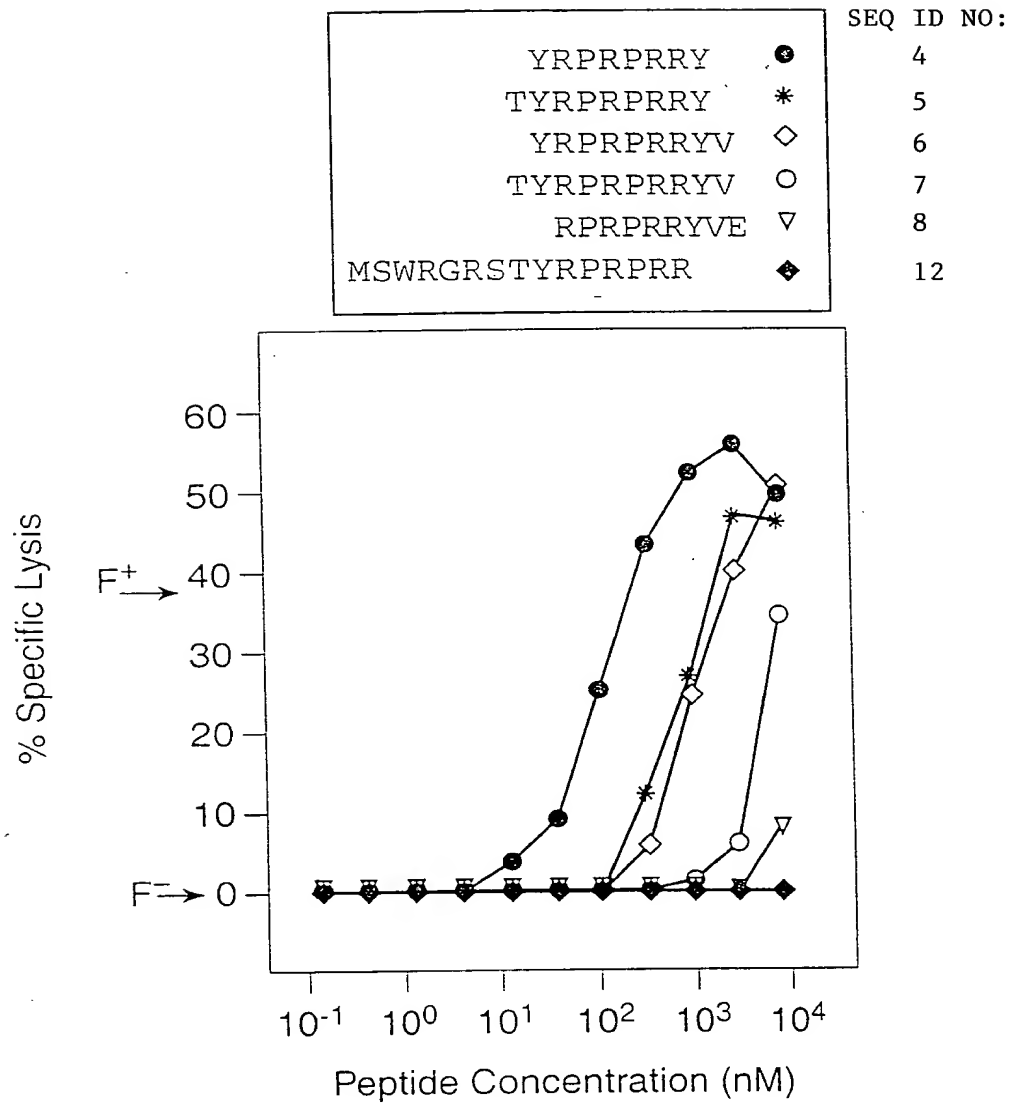 SEQ ID NO:
YRPRPRRY 4
TYRPRPRRY 5
YRPRPRRYV 6
TYRPRPRRYV 7
RPRPRRYVE 8
MSWRGRSTYRPRPRR 12
60
50
F+
40
30
20
10
F-
0
% Specific Lysis
10-1 100 101 102 103 104
Peptide Concentration (nM)